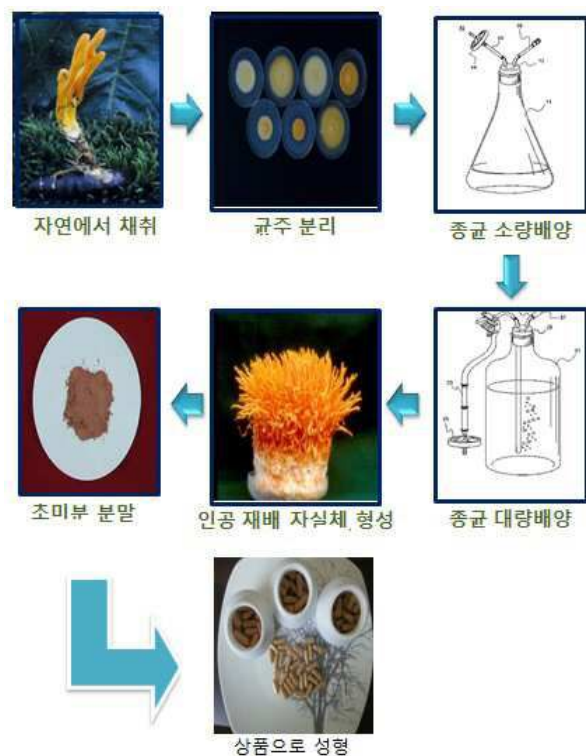 자연에서 채취
균주 분리
종균 소량배양
종균 대량배양
인공 재배 자실체 형성
초미분 분말
상품으로 성형